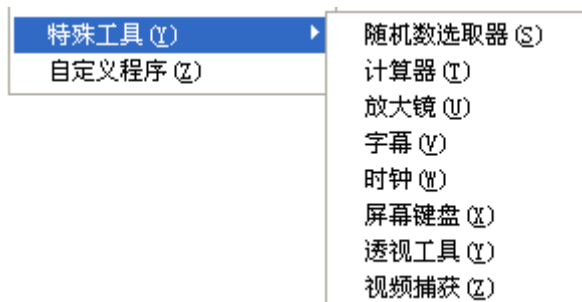 特殊工具(Y)
自定义程序(Z)
随机数选取器(S)
计算器(T)
放大镜(U)
字幕(V)
时钟(W)
屏幕键盘(X)
透视工具(Y)
视频捕获(Z)